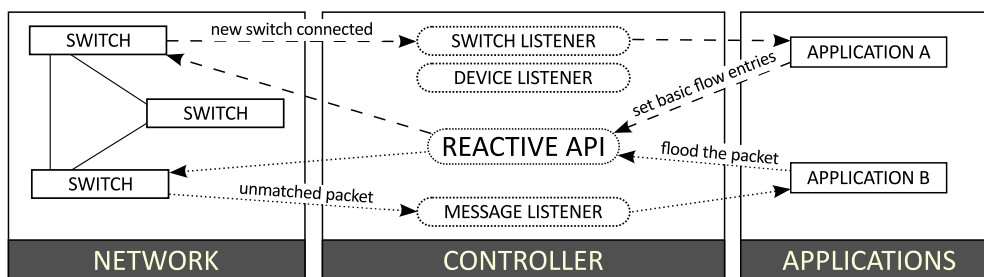 SWITCH
new switch connected
SWITCH LISTENER
APPLICATION A
DEVICE LISTENER
set basic flow entries
SWITCH
REACTIVE API
flood the packet
SWITCH
unmatched packet
APPLICATION B
MESSAGE LISTENER
NETWORK
CONTROLLER
APPLICATIONS